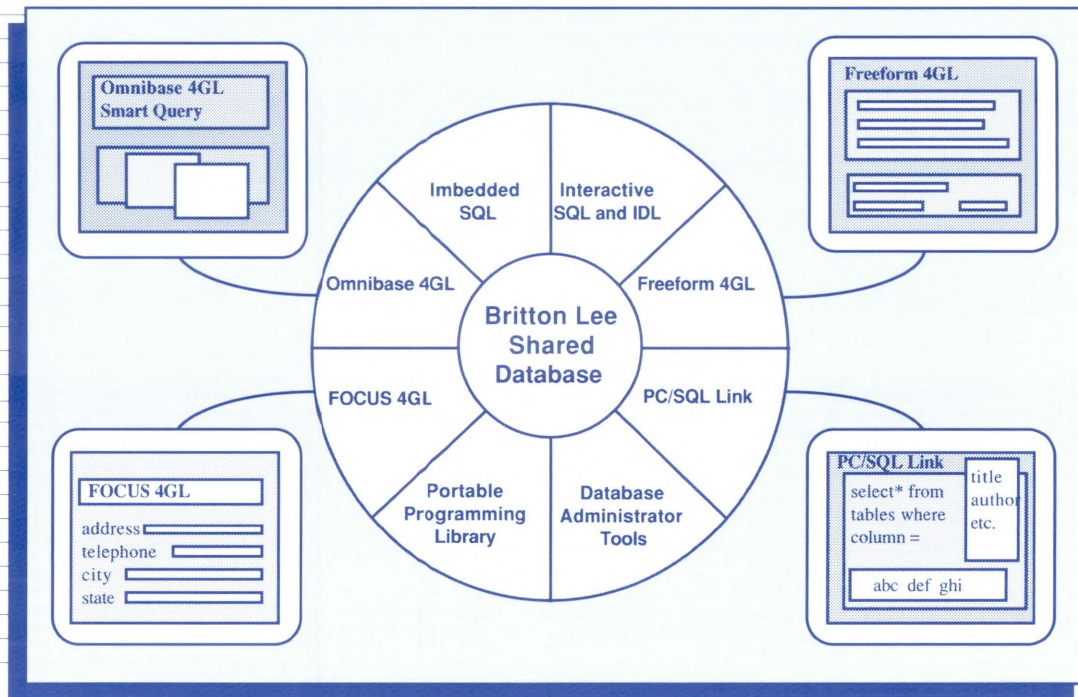 Omnibase 4GL
Smart Query
Freeform 4GL
Imbedded
SQL
Interactive
SQL and IDL
Omnibase 4GL
Freeform 4GL
Britton Lee
Shared
Database
FOCUS 4GL
PC/SQL Link
Portable
Programming
Library
Database
Administrator
Tools
FOCUS 4GL
address
telephone
city
state
PC/SQL Link
select* from
tables where
column =
title
author
etc.
abc def ghi